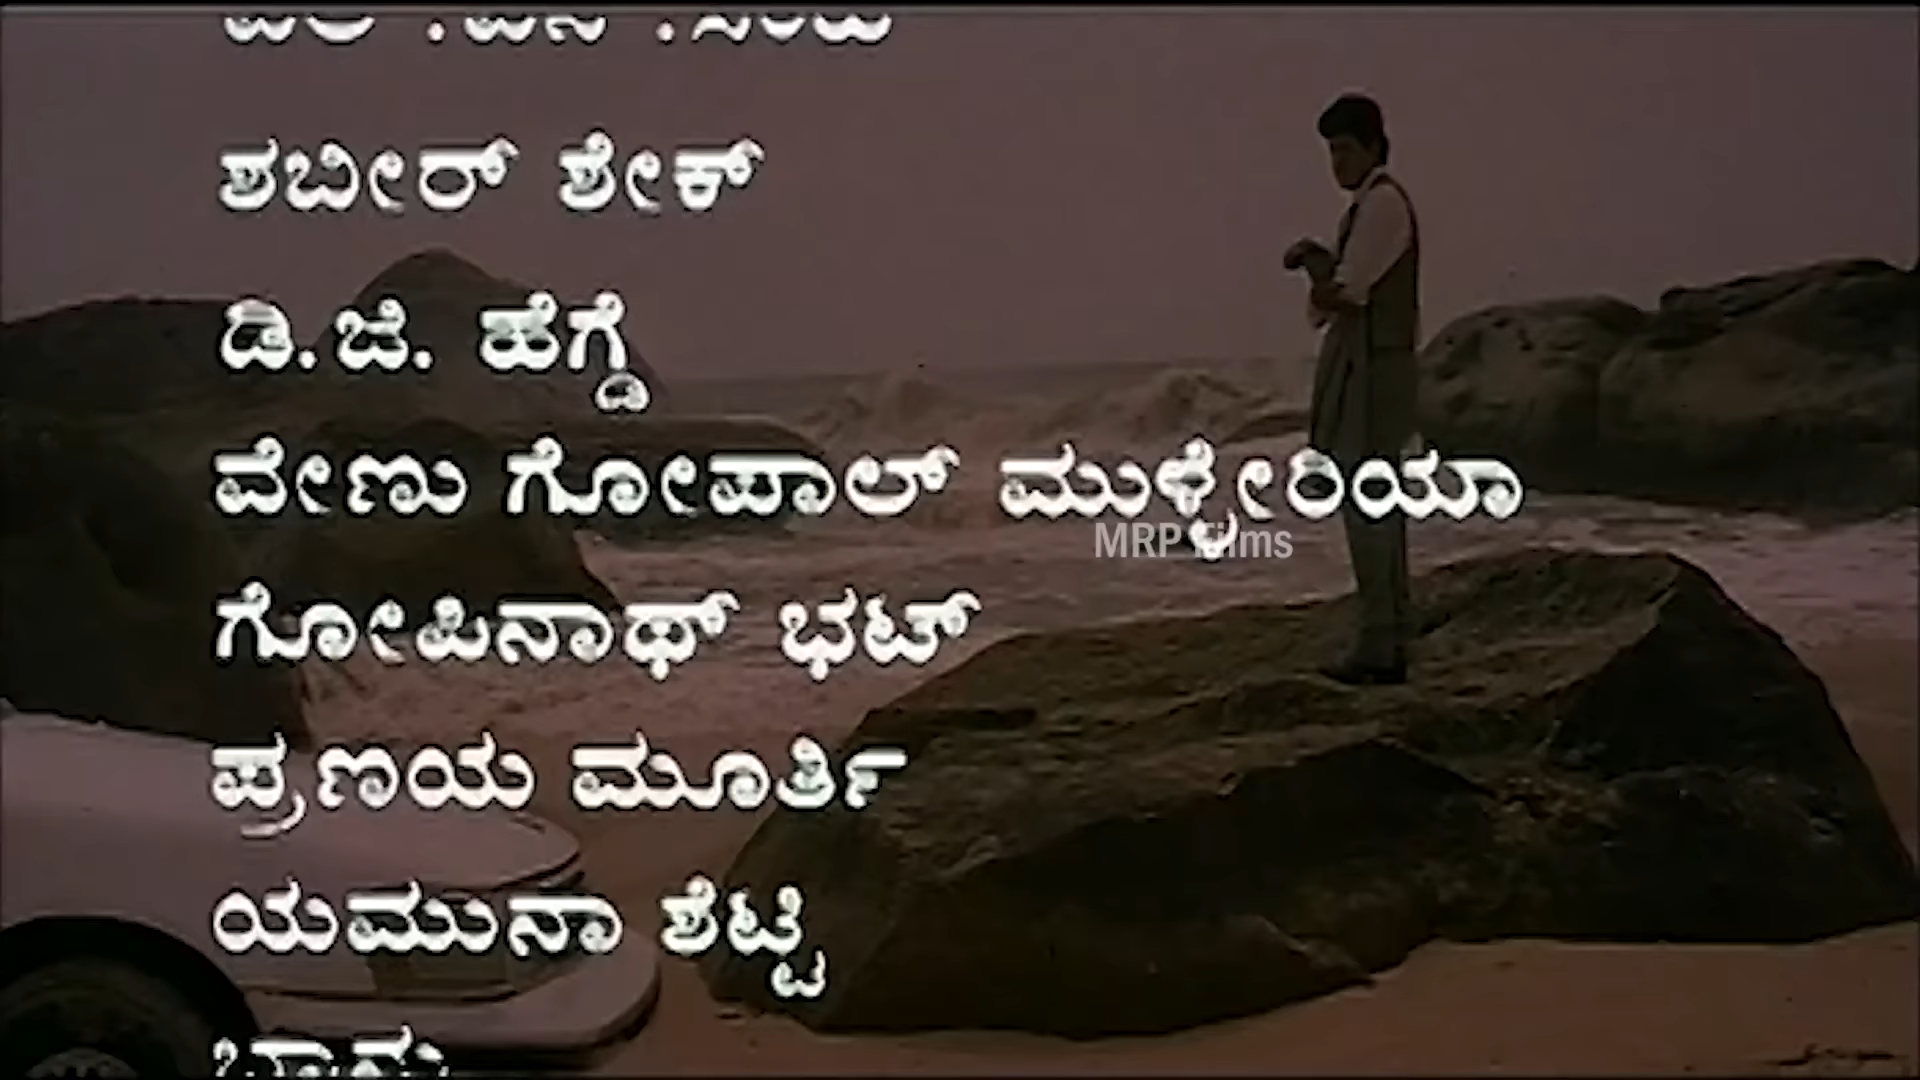 ಶಬೀರ್ ಶೇಕ್
ಡಿ.ಜೆ. ಹೆಗ್ಡೆ
ವೇಣು ಗೋಪಾಲ್ ಮುಳ್ಳೇರಿಯಾ
MRP Films
ಗೋಪಿನಾಥ್ ಭಟ್
ಪ್ರಣಯ ಮೂರ್ತಿ
ಯಮುನಾ ಶೆಟ್ಟಿ